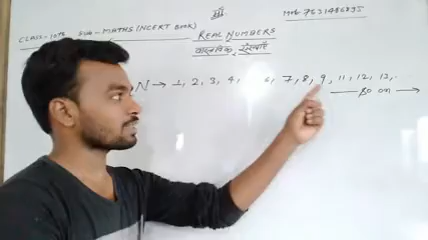 माँ
Mob: 7631486895
CLASS-10th Sub-MATHS (NCERT BOOK)
REAL NUMBERS
वास्तविक संख्याएँ
N → 1, 2, 3, 4, 6, 7, 8, 9, 11, 12, 13, ..
so on →